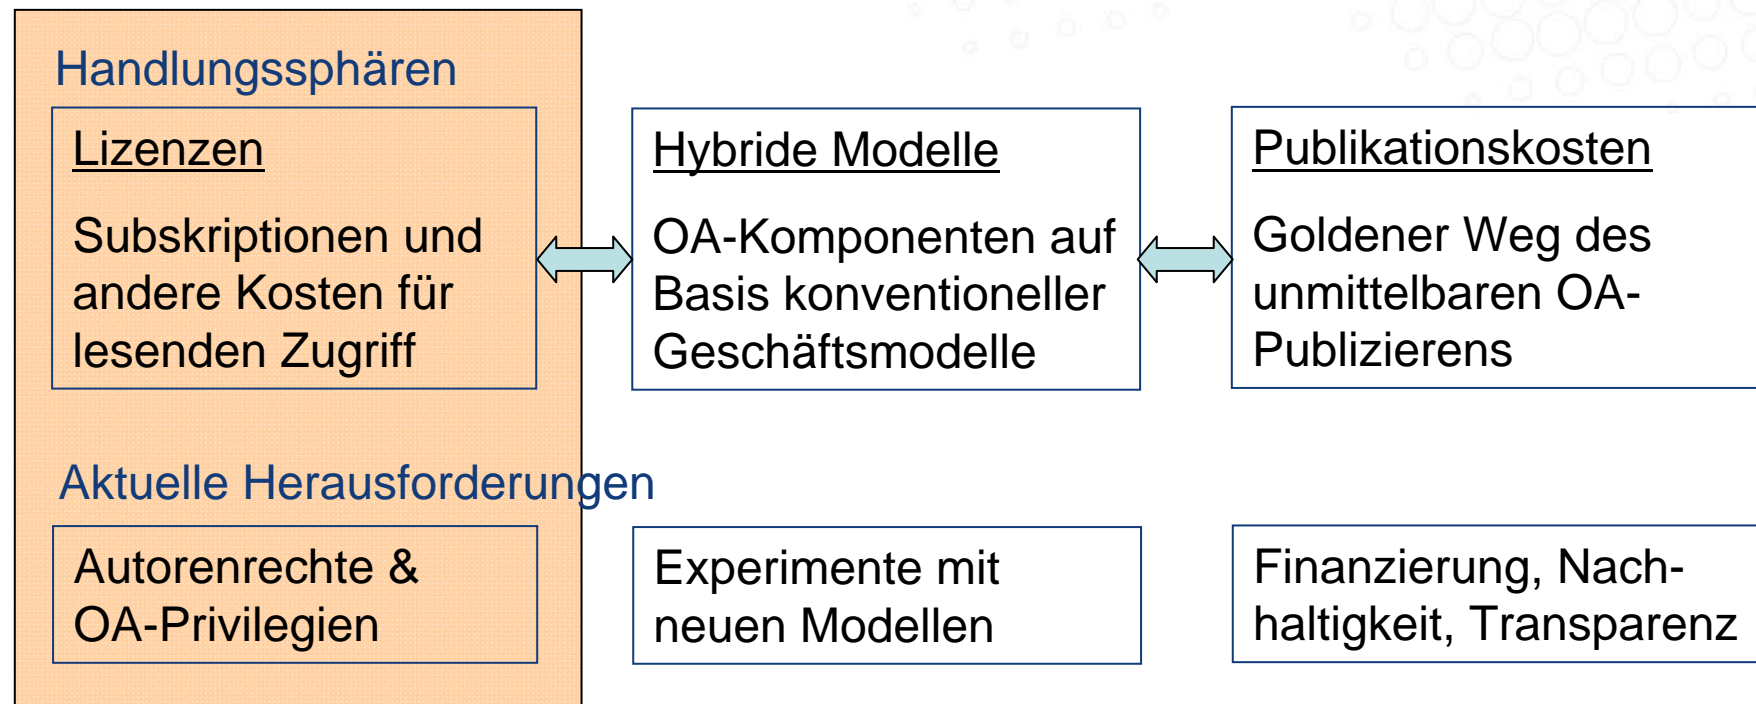 Handlungssphären
Lizenzen
Subskriptionen und
andere Kosten für
lesenden Zugriff
Hybride Modelle
OA-Komponenten auf
Basis konventioneller
Geschäftsmodelle
Publikationskosten
Goldener Weg des
unmittelbaren OA-
Publizierens
Aktuelle Herausforderungen
Autorenrechte &
OA-Privilegien
Experimente mit
neuen Modellen
Finanzierung, Nach-
haltigkeit, Transparenz